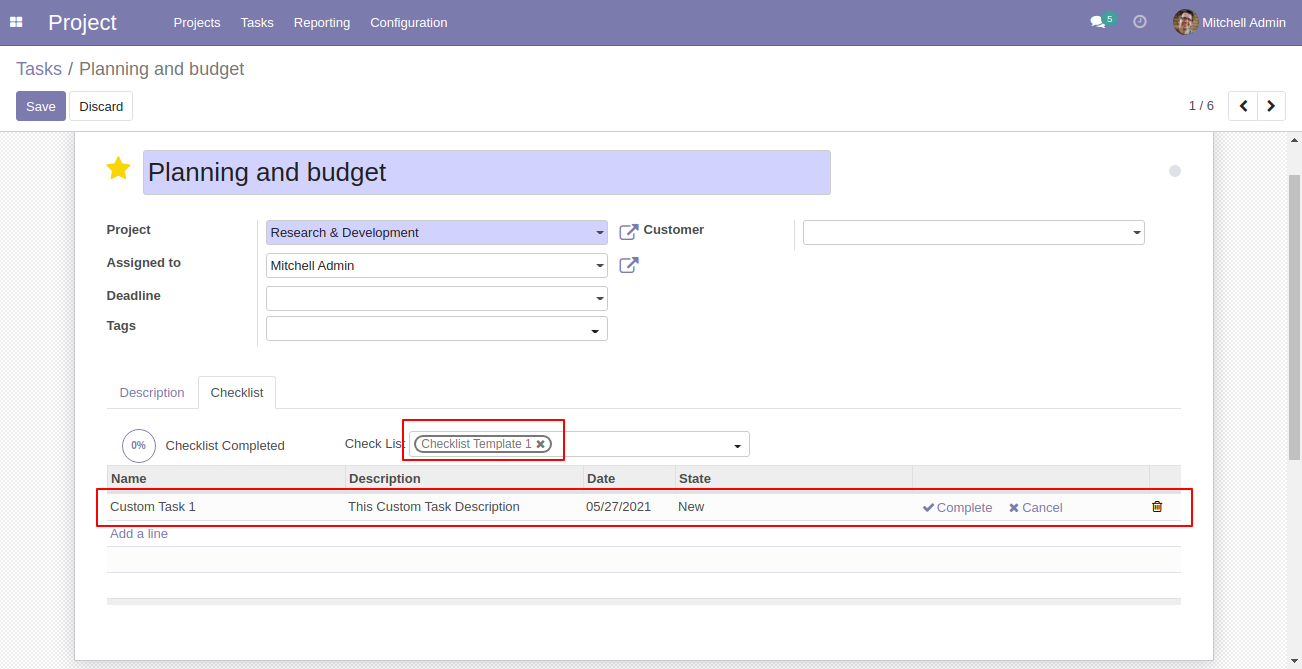 Project Projects Tasks Reporting Configuration 5 Mitchell Admin
Tasks / Planning and budget
Save Discard 1 / 6
Planning and budget
Project Research & Development Customer
Assigned to Mitchell Admin
Deadline
Tags
Description Checklist
0% Checklist Completed Check Lis Checklist Template 1
Name Description Date State
Custom Task 1 This Custom Task Description 05/27/2021 New Complete Cancel
Add a line